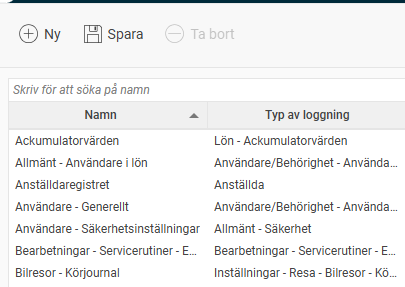 Ny Spara Ta bort
Skriv för att söka på namn
Namn Typ av loggning
Ackumulatorvärden Lön - Ackumulatorvärden
Allmänt - Användare i lön Användare/Behörighet - Använda...
Anställdaregistret Anställda
Användare - Generellt Användare/Behörighet - Använda...
Användare - Säkerhetsinställningar Allmänt - Säkerhet
Bearbetningar - Servicerutiner - E... Bearbetningar - Servicerutiner - E...
Bilresor - Körjournal Inställningar - Resa - Bilresor - Kö...